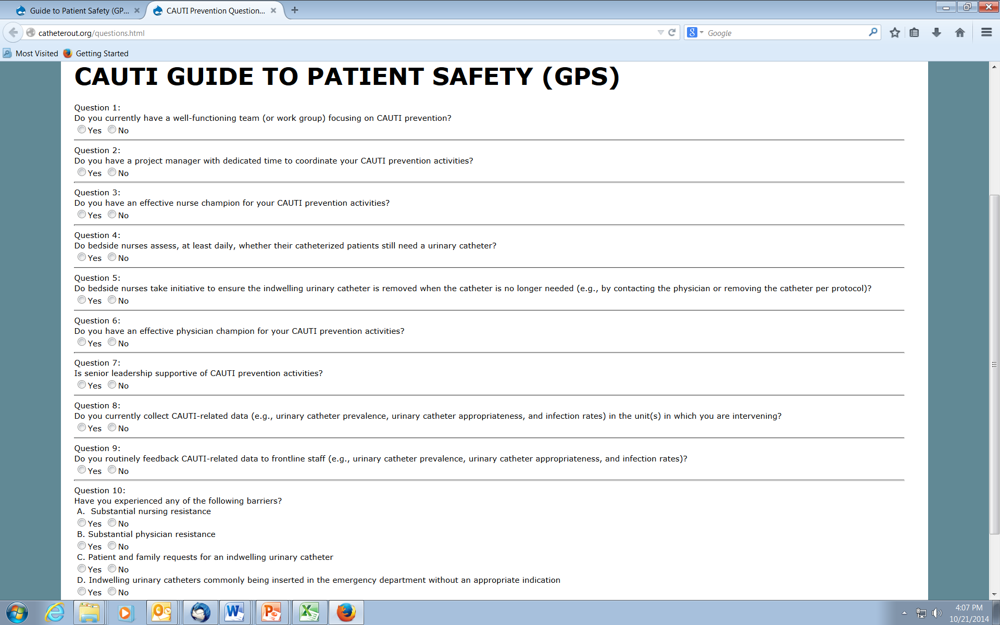 Guide to Patient Safety (GP...
CAUTI Prevention Question...
catheterout.org/questions.html
Google
Most Visited
Getting Started
CAUTI GUIDE TO PATIENT SAFETY (GPS)
Question 1:
Do you currently have a well-functioning team (or work group) focusing on CAUTI prevention?
Yes No
Question 2:
Do you have a project manager with dedicated time to coordinate your CAUTI prevention activities?
Yes No
Question 3:
Do you have an effective nurse champion for your CAUTI prevention activities?
Yes No
Question 4:
Do bedside nurses assess, at least daily, whether their catheterized patients still need a urinary catheter?
Yes No
Question 5:
Do bedside nurses take initiative to ensure the indwelling urinary catheter is removed when the catheter is no longer needed (e.g., by contacting the physician or removing the catheter per protocol)?
Yes No
Question 6:
Do you have an effective physician champion for your CAUTI prevention activities?
Yes No
Question 7:
Is senior leadership supportive of CAUTI prevention activities?
Yes No
Question 8:
Do you currently collect CAUTI-related data (e.g., urinary catheter prevalence, urinary catheter appropriateness, and infection rates) in the unit(s) in which you are intervening?
Yes No
Question 9:
Do you routinely feedback CAUTI-related data to frontline staff (e.g., urinary catheter prevalence, urinary catheter appropriateness, and infection rates)?
Yes No
Question 10:
Have you experienced any of the following barriers?
A. Substantial nursing resistance
Yes No
B. Substantial physician resistance
Yes No
C. Patient and family requests for an indwelling urinary catheter
Yes No
D. Indwelling urinary catheters commonly being inserted in the emergency department without an appropriate indication
Yes No
4:07 PM
10/21/2014